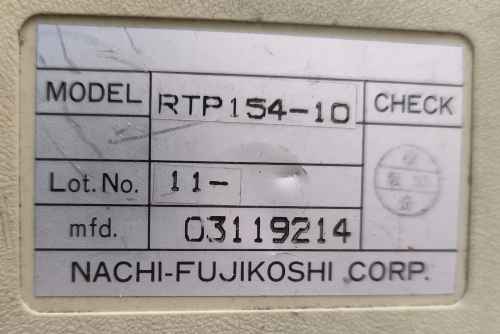 MODEL RTP154-10 CHECK
Lot. No. 11-
mfd. 03119214
NACHI-FUJIKOSHI CORP.